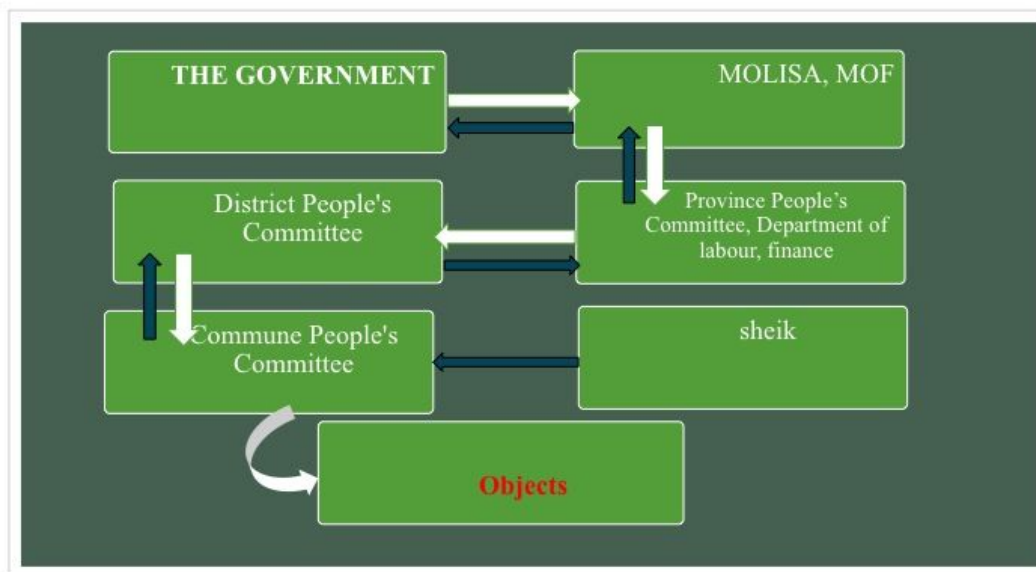 THE GOVERNMENT
MOLISA, MOF
District People's
Committee
Province People’s
Committee, Department of
labour, finance
Commune People's
Committee
sheik
Objects